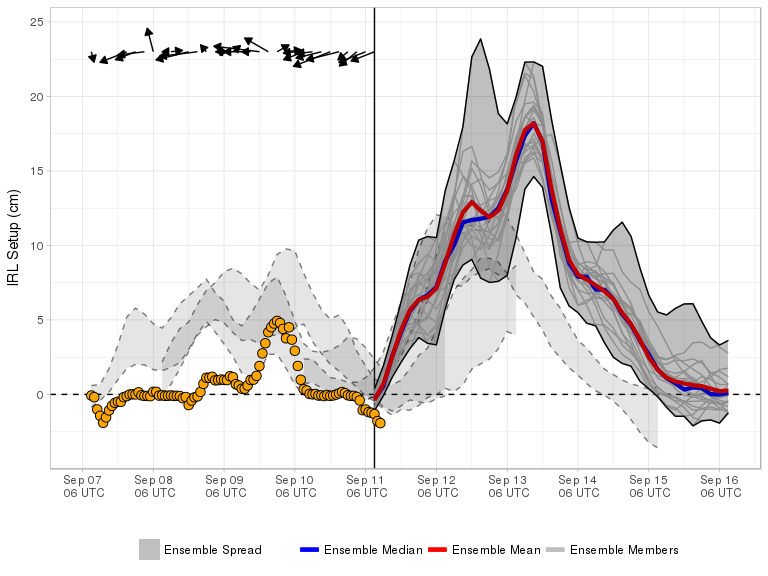 25
20
15
10
5
0
IRL Setup (cm)
Sep 07 Sep 08 Sep 09 Sep 10 Sep 11 Sep 12 Sep 13 Sep 14 Sep 15 Sep 16
06 UTC 06 UTC 06 UTC 06 UTC 06 UTC 06 UTC 06 UTC 06 UTC 06 UTC 06 UTC
Ensemble Spread Ensemble Median Ensemble Mean Ensemble Members